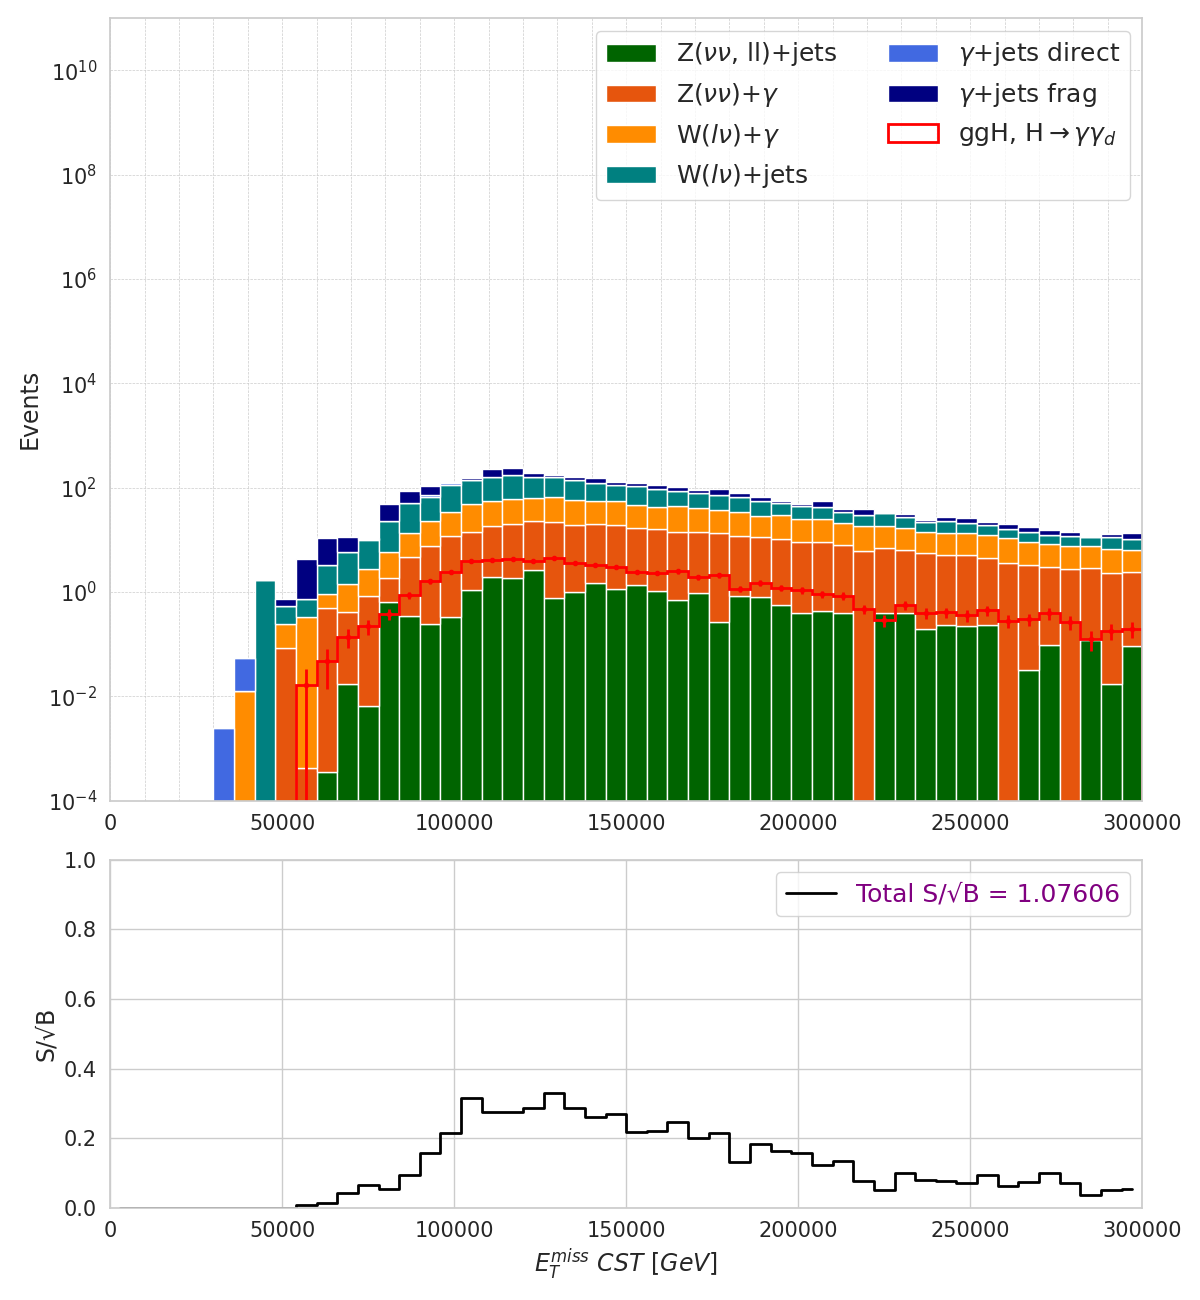 Z(νν, ll)+jets
Z(νν)+γ
W(lν)+γ
W(lν)+jets
γ+jets direct
γ+jets frag
ggH, H→γγ_d
10^10
10^8
10^6
10^4
10^2
10^0
10^−2
10^−4
Events
0 50000 100000 150000 200000 250000 300000
Total S/√B = 1.07606
1.0
0.8
0.6
0.4
0.2
0.0
S/√B
0 50000 100000 150000 200000 250000 300000
E_T^miss CST [GeV]